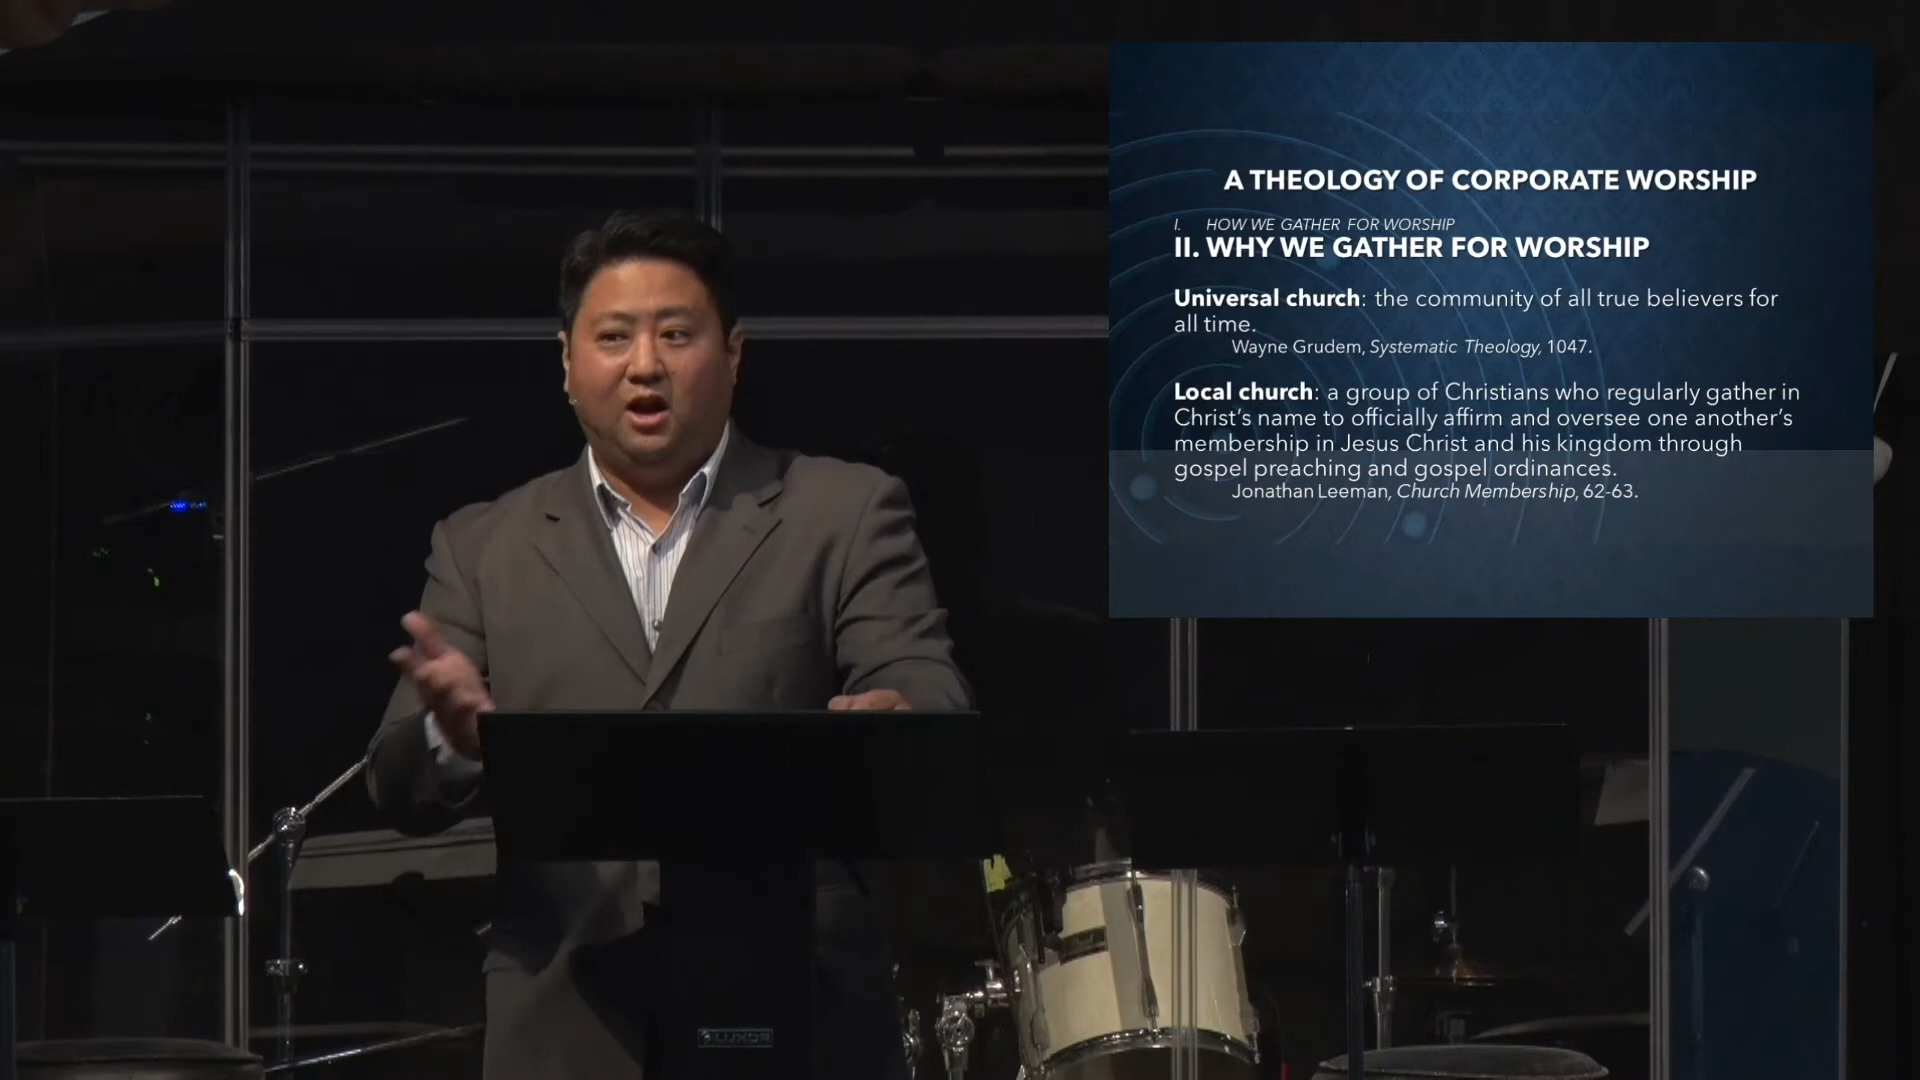 A THEOLOGY OF CORPORATE WORSHIP
I. HOW WE GATHER FOR WORSHIP
II. WHY WE GATHER FOR WORSHIP
Universal church: the community of all true believers for
all time.
Wayne Grudem, Systematic Theology, 1047.
Local church: a group of Christians who regularly gather in
Christ's name to officially affirm and oversee one another's
membership in Jesus Christ and his kingdom through
gospel preaching and gospel ordinances.
Jonathan Leeman, Church Membership, 62-63.
LUXOR